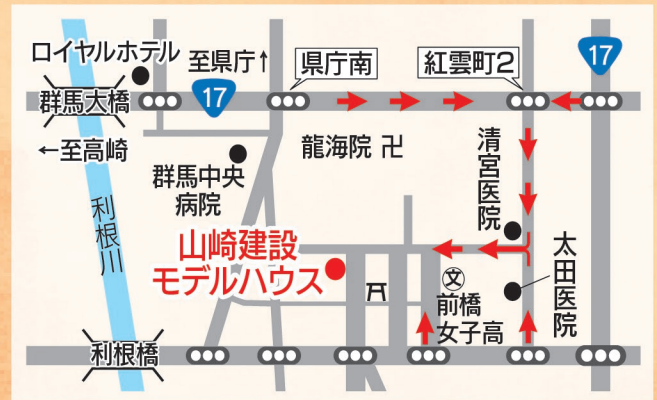 ロイヤルホテル
至県庁↑
県庁南
紅雲町2
17
群馬大橋
17
←至高崎
龍海院 卍
清宮医院
群馬中央
病院
利根川
山崎建設
モデルハウス
太田医院
文
前橋
女子高
利根橋